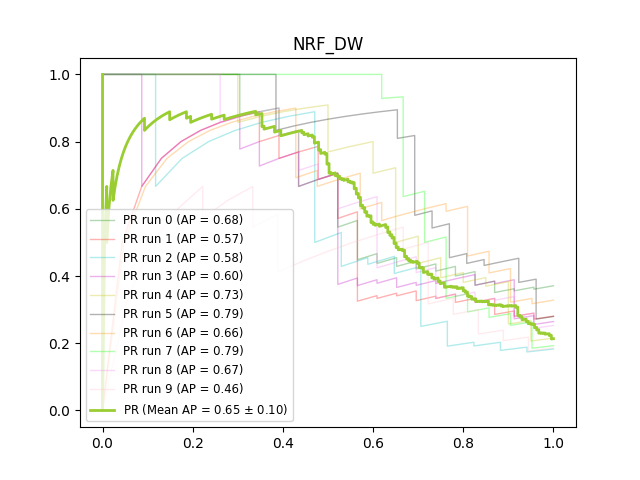 NRF_DW
1.0
0.8
0.6
0.4
0.2
0.0
PR run 0 (AP = 0.68)
PR run 1 (AP = 0.57)
PR run 2 (AP = 0.58)
PR run 3 (AP = 0.60)
PR run 4 (AP = 0.73)
PR run 5 (AP = 0.79)
PR run 6 (AP = 0.66)
PR run 7 (AP = 0.79)
PR run 8 (AP = 0.67)
PR run 9 (AP = 0.46)
PR (Mean AP = 0.65 ± 0.10)
0.0 0.2 0.4 0.6 0.8 1.0